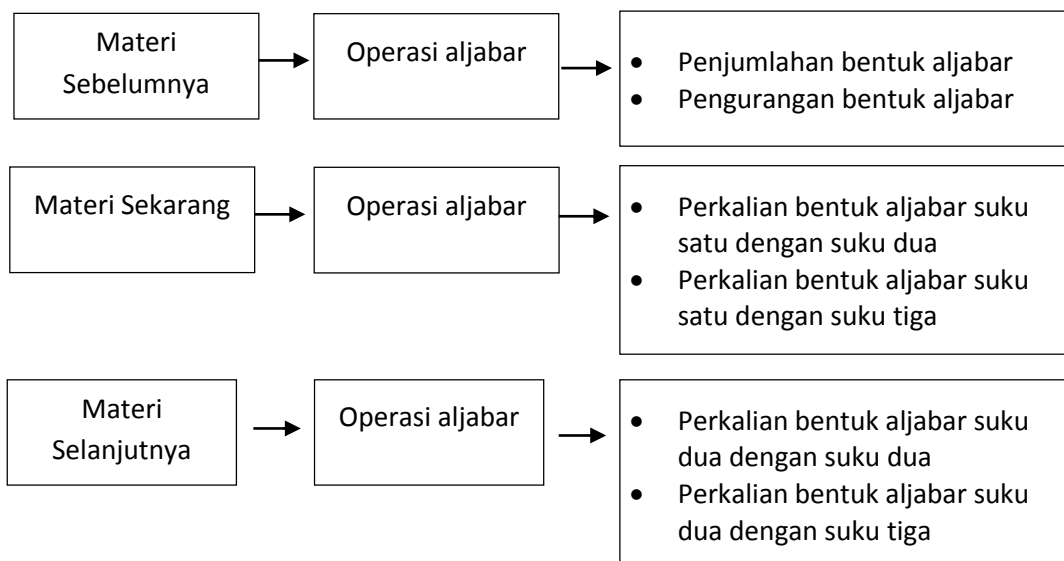 Materi
Sebelumnya
Operasi aljabar
• Penjumlahan bentuk aljabar
• Pengurangan bentuk aljabar
Materi Sekarang
Operasi aljabar
• Perkalian bentuk aljabar suku
satu dengan suku dua
• Perkalian bentuk aljabar suku
satu dengan suku tiga
Materi
Selanjutnya
Operasi aljabar
• Perkalian bentuk aljabar suku
dua dengan suku dua
• Perkalian bentuk aljabar suku
dua dengan suku tiga